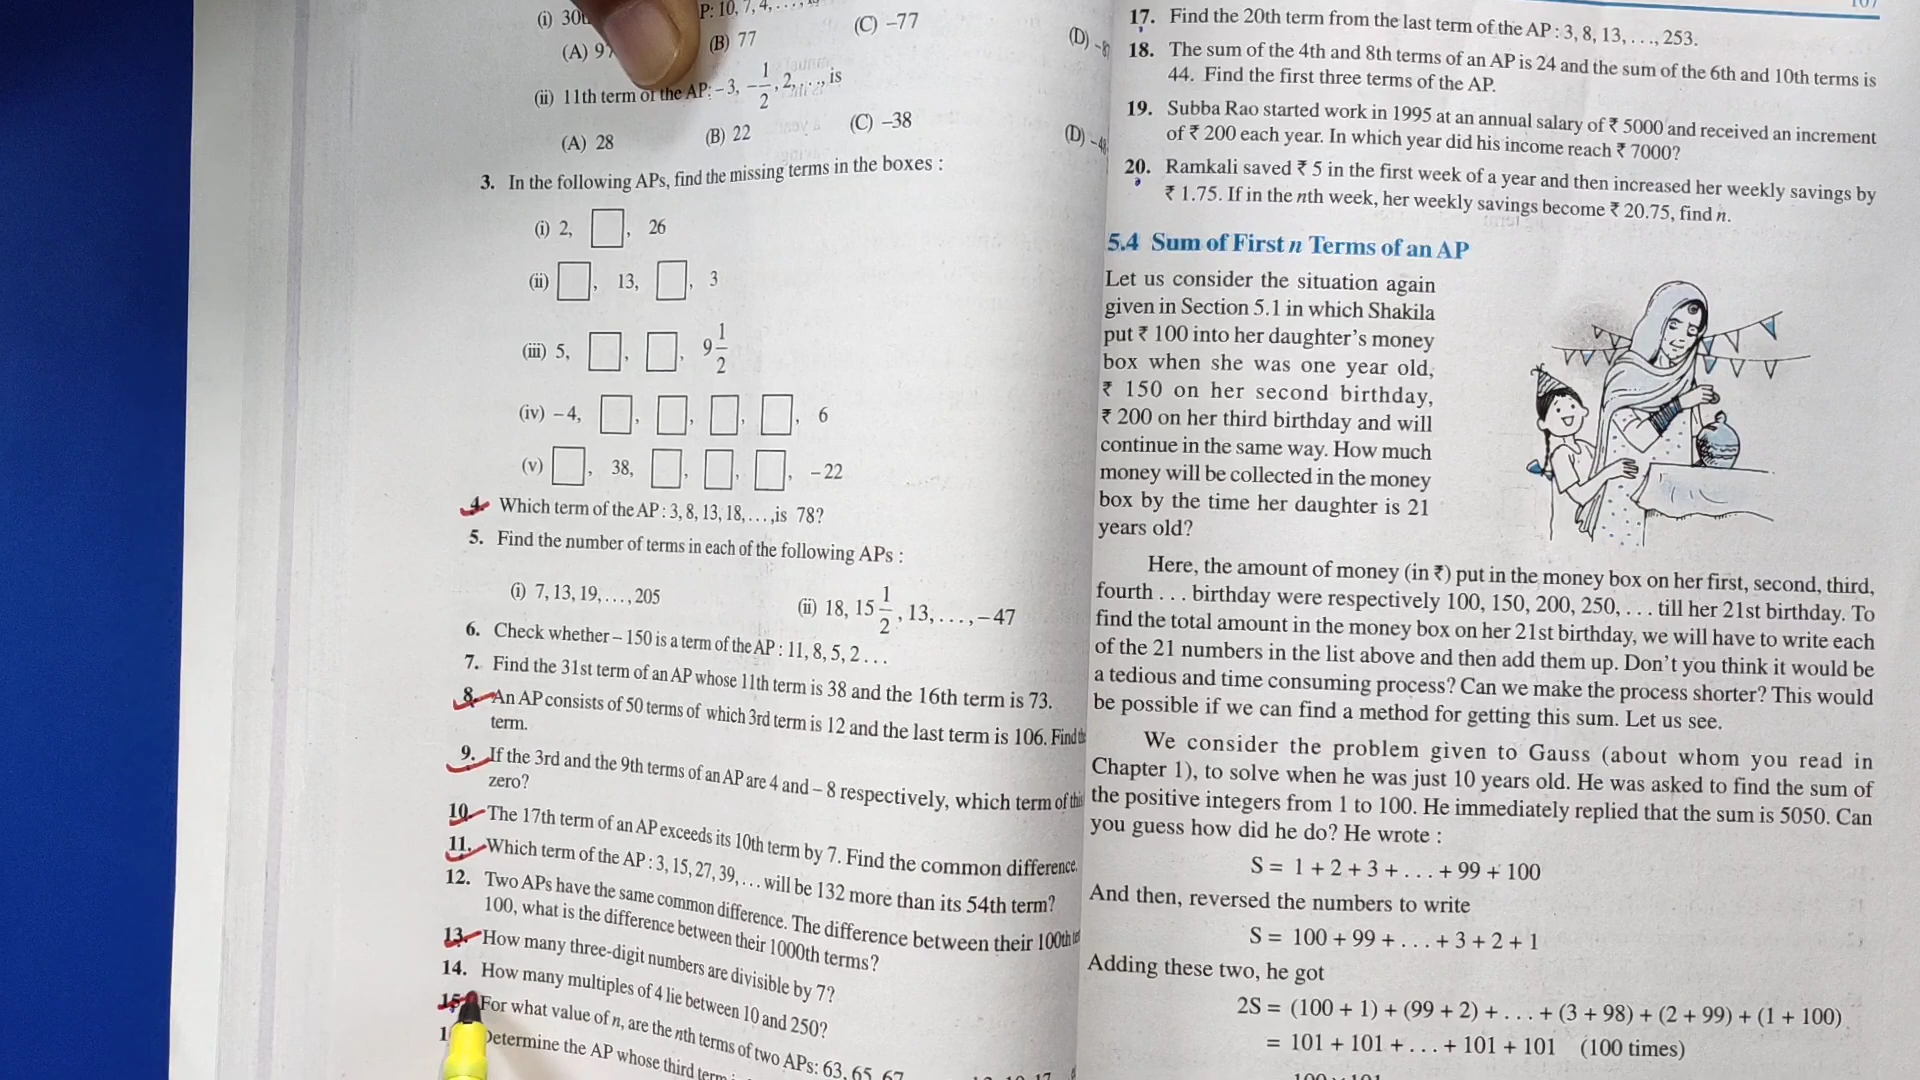 (i) 30
P: 10, 7, 4,
(A) 97
(B) 77
(C) –77
(D) –87
(ii) 11th term of the AP: – 3, – 1/2, 2, . . ., is
(A) 28
(B) 22
(C) –38
(D) –48
3. In the following APs, find the missing terms in the boxes :
(i) 2, □, 26
(ii) □, 13, □, 3
(iii) 5, □, □, 9 1/2
(iv) – 4, □, □, □, □, 6
(v) □, 38, □, □, □, – 22
4. Which term of the AP : 3, 8, 13, 18, . . . ,is 78?
5. Find the number of terms in each of the following APs :
(i) 7, 13, 19, . . . , 205
(ii) 18, 15 1/2, 13, . . . , – 47
6. Check whether – 150 is a term of the AP : 11, 8, 5, 2 . . .
7. Find the 31st term of an AP whose 11th term is 38 and the 16th term is 73.
8. An AP consists of 50 terms of which 3rd term is 12 and the last term is 106. Find
term.
9. If the 3rd and the 9th terms of an AP are 4 and – 8 respectively, which term of this
zero?
10. The 17th term of an AP exceeds its 10th term by 7. Find the common difference.
11. Which term of the AP : 3, 15, 27, 39, . . . will be 132 more than its 54th term?
12. Two APs have the same common difference. The difference between their 100th
100, what is the difference between their 1000th terms?
13. How many three-digit numbers are divisible by 7?
14. How many multiples of 4 lie between 10 and 250?
15. For what value of n, are the nth terms of two APs: 63, 65, 67
Determine the AP whose third term
107
17. Find the 20th term from the last term of the AP : 3, 8, 13, . . ., 253.
18. The sum of the 4th and 8th terms of an AP is 24 and the sum of the 6th and 10th terms is
44. Find the first three terms of the AP.
19. Subba Rao started work in 1995 at an annual salary of ₹ 5000 and received an increment
of ₹ 200 each year. In which year did his income reach ₹ 7000?
20. Ramkali saved ₹ 5 in the first week of a year and then increased her weekly savings by
₹ 1.75. If in the nth week, her weekly savings become ₹ 20.75, find n.
5.4 Sum of First n Terms of an AP
Let us consider the situation again
given in Section 5.1 in which Shakila
put ₹ 100 into her daughter’s money
box when she was one year old,
₹ 150 on her second birthday,
₹ 200 on her third birthday and will
continue in the same way. How much
money will be collected in the money
box by the time her daughter is 21
years old?
Here, the amount of money (in ₹) put in the money box on her first, second, third,
fourth . . . birthday were respectively 100, 150, 200, 250, . . . till her 21st birthday. To
find the total amount in the money box on her 21st birthday, we will have to write each
of the 21 numbers in the list above and then add them up. Don’t you think it would be
a tedious and time consuming process? Can we make the process shorter? This would
be possible if we can find a method for getting this sum. Let us see.
We consider the problem given to Gauss (about whom you read in
Chapter 1), to solve when he was just 10 years old. He was asked to find the sum of
the positive integers from 1 to 100. He immediately replied that the sum is 5050. Can
you guess how did he do? He wrote :
S = 1 + 2 + 3 + . . . + 99 + 100
And then, reversed the numbers to write
S = 100 + 99 + . . . + 3 + 2 + 1
Adding these two, he got
2S = (100 + 1) + (99 + 2) + . . . + (3 + 98) + (2 + 99) + (1 + 100)
= 101 + 101 + . . . + 101 + 101 (100 times)